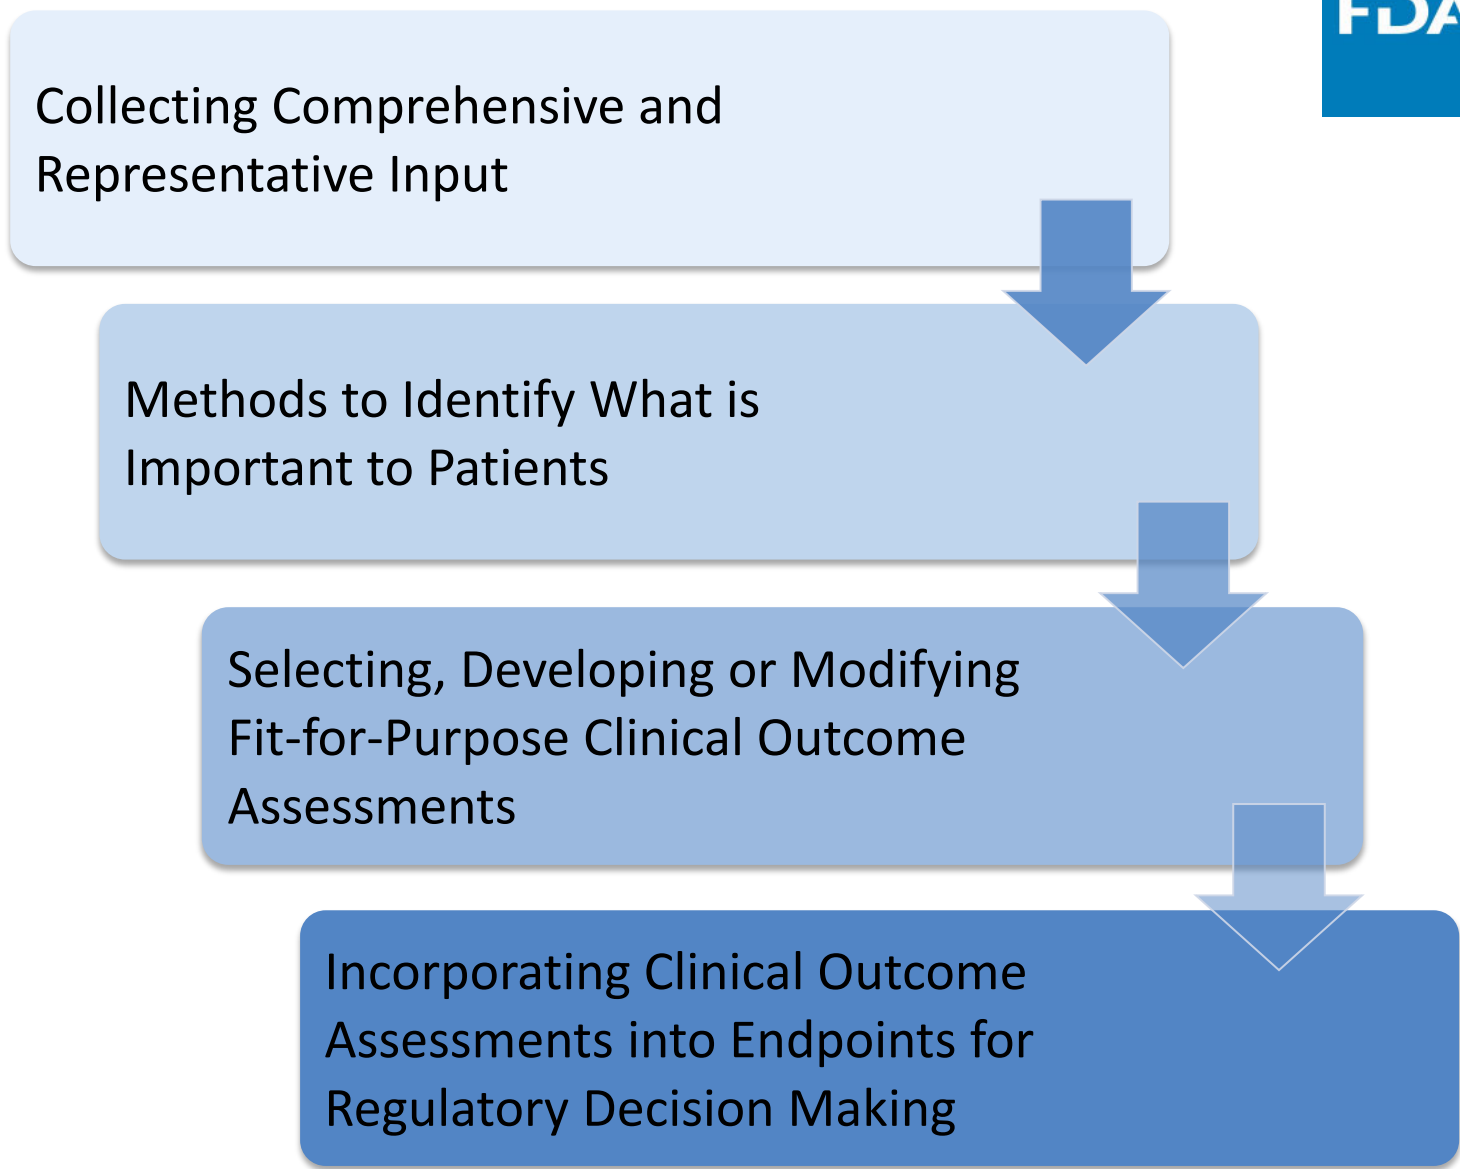 FDA
Collecting Comprehensive and
Representative Input
Methods to Identify What is
Important to Patients
Selecting, Developing or Modifying
Fit-for-Purpose Clinical Outcome
Assessments
Incorporating Clinical Outcome
Assessments into Endpoints for
Regulatory Decision Making